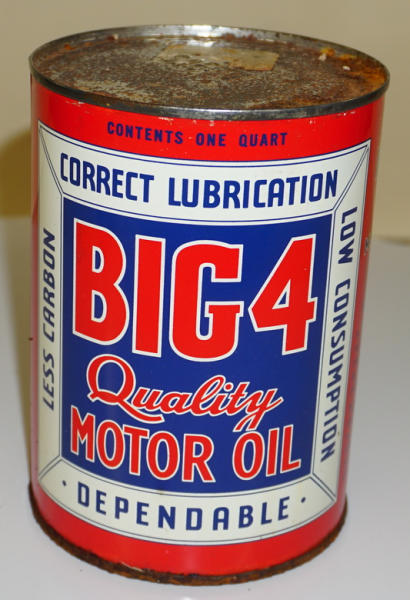 CONTENTS-ONE QUART
CORRECT LUBRICATION
LESS CARBON
BIG 4
Quality
MOTOR OIL
LOW CONSUMPTION
· DEPENDABLE ·